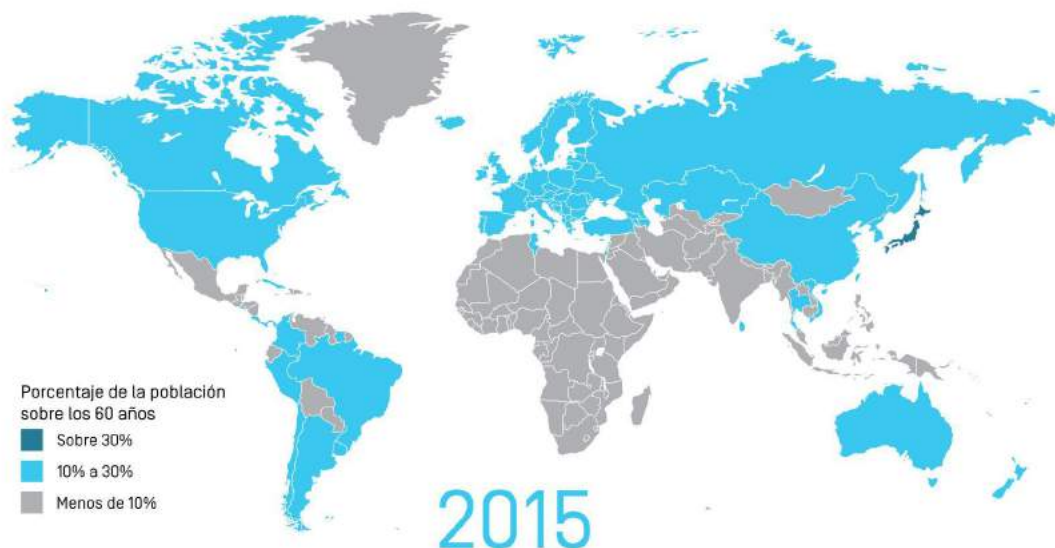 Porcentaje de la población
sobre los 60 años
Sobre 30%
10% a 30%
Menos de 10%
2015